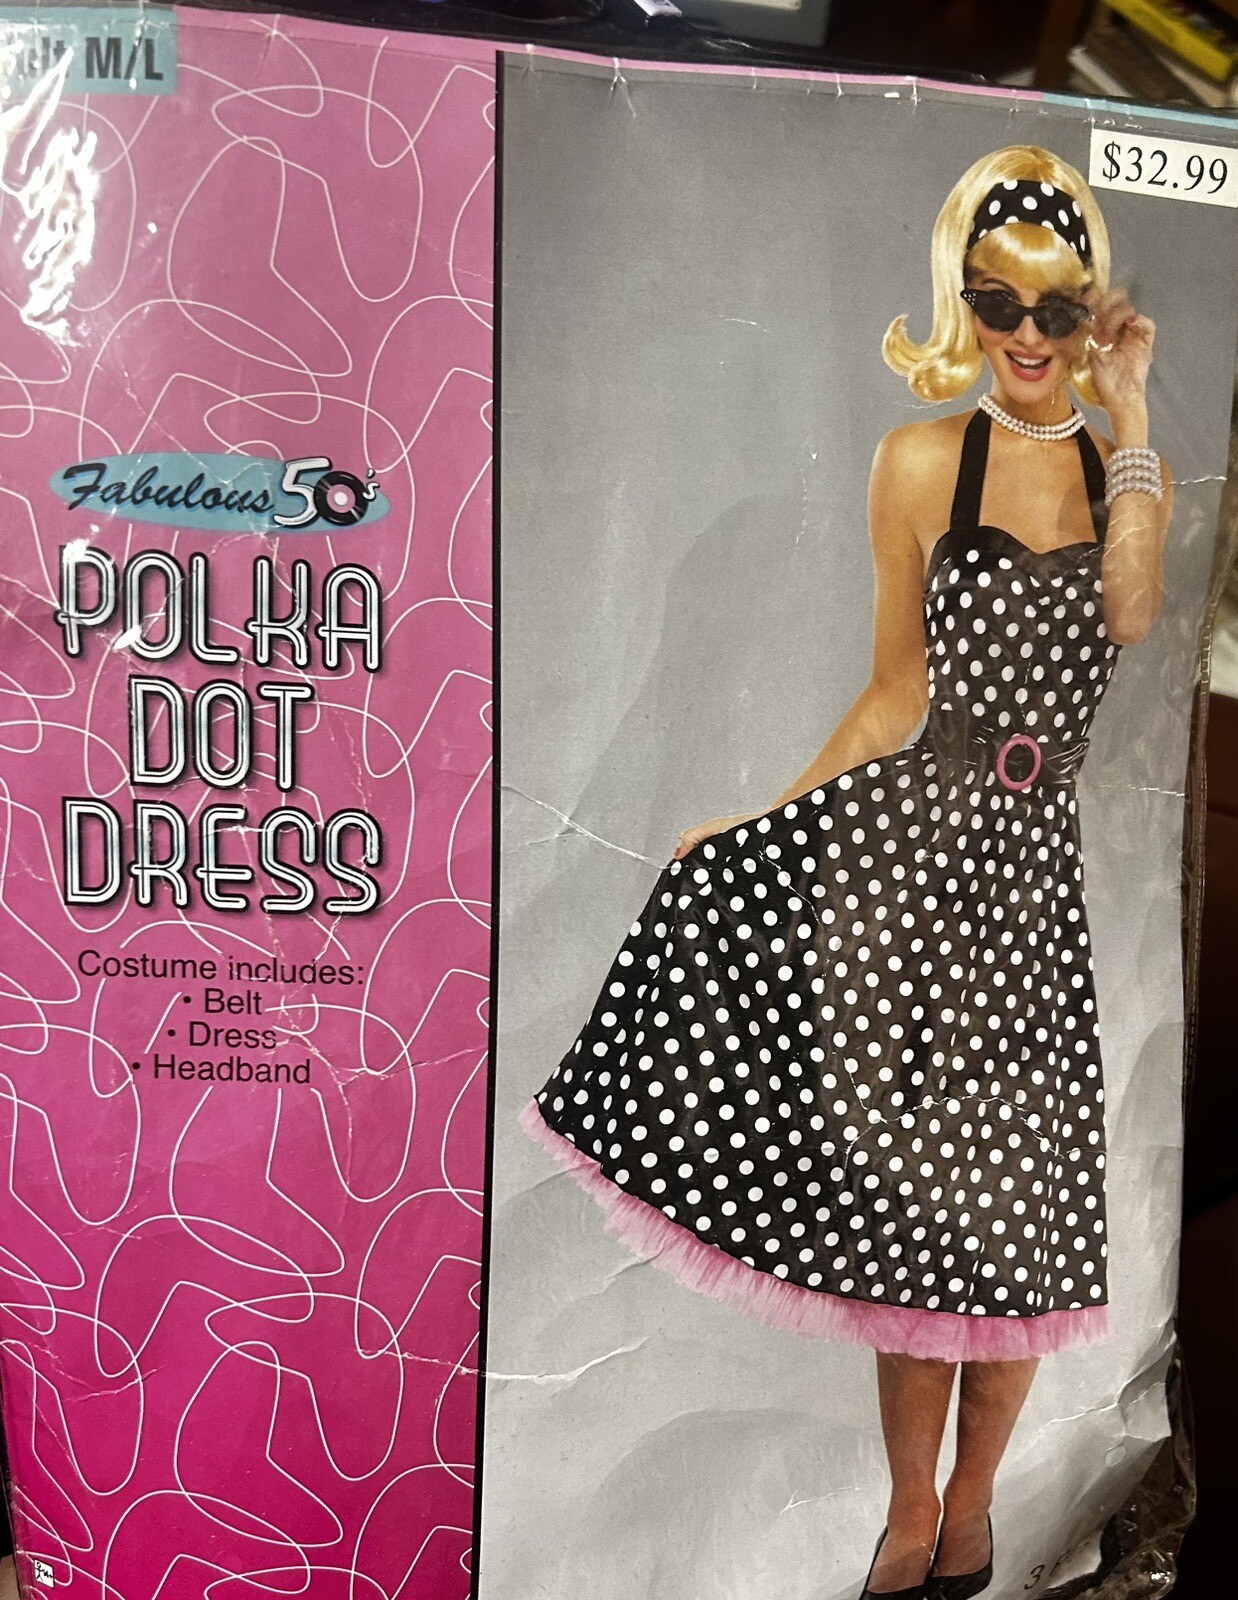 M/L
$32.99
Fabulous 50's
POLKA
DOT
DRESS
Costume includes:
• Belt
• Dress
• Headband